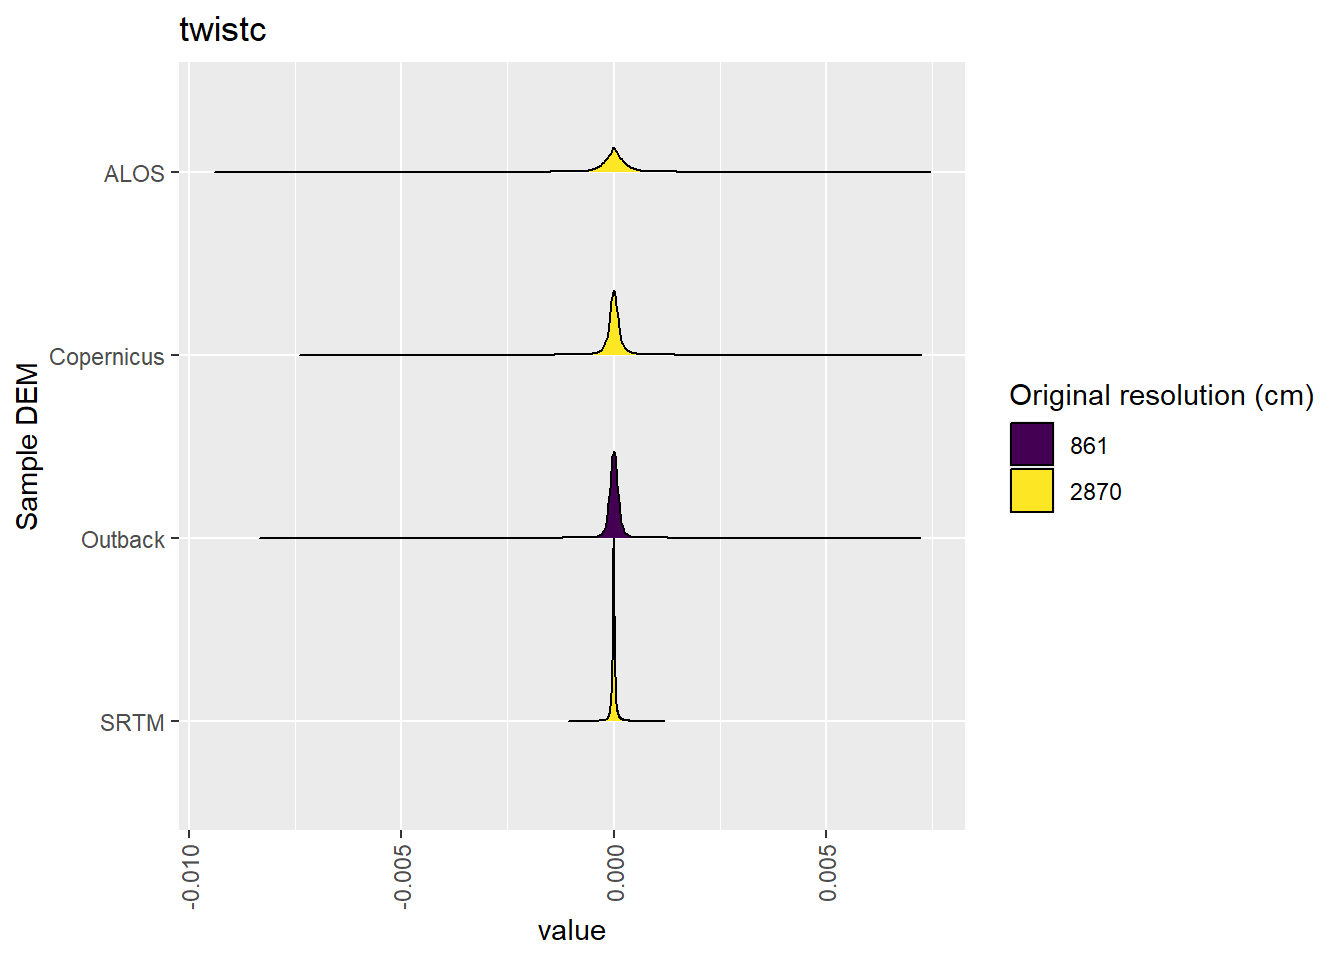 twistc
ALOS
Copernicus
Outback
SRTM
Sample DEM
-0.010
-0.005
0.000
0.005
value
Original resolution (cm)
861
2870